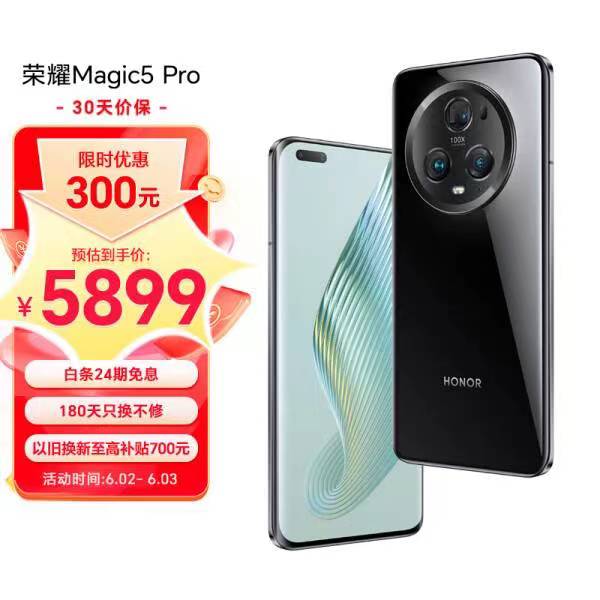 荣耀Magic5 Pro
- 30天价保 -
限时优惠
300元
预估到手价：
￥5899
白条24期免息
180天只换不修
以旧换新至高补贴700元
活动时间:6.02- 6.03
100X
HONOR